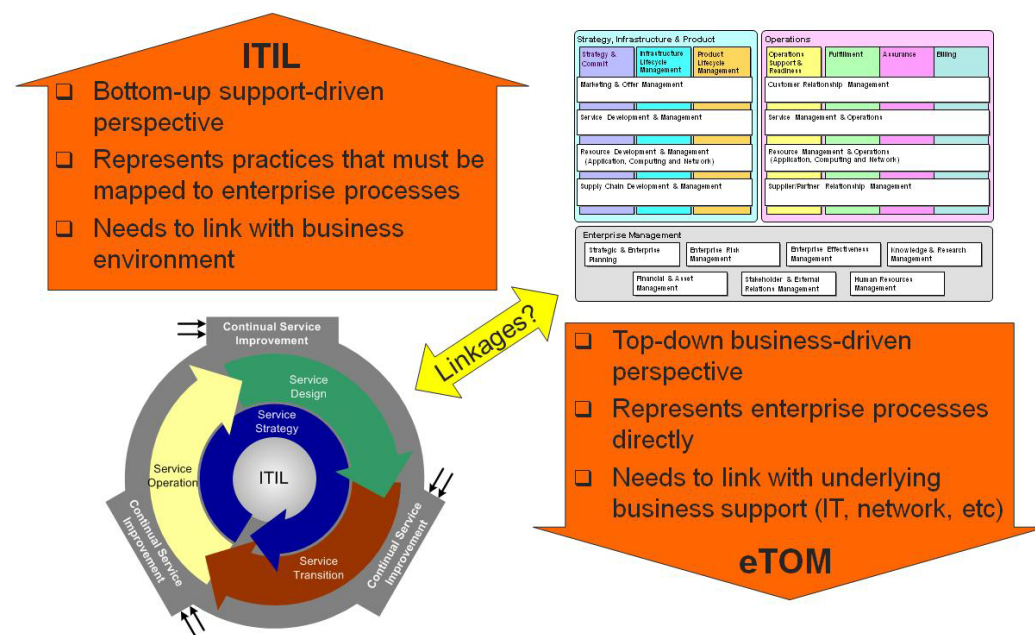 ITIL
Bottom-up support-driven
perspective
Represents practices that must be
mapped to enterprise processes
Needs to link with business
environment
Strategy, Infrastructure & Product
Strategy &
Commit
Infrastructure
Lifecycle
Management
Product
Lifecycle
Management
Marketing & Offer Management
Service Development & Management
Resource Development & Management
(Application, Computing and Network)
Supply Chain Development & Management
Operations
Operations
Support &
Readiness
Fulfillment
Assurance
Billing
Customer Relationship Management
Service Management & Operations
Resource Management & Operations
(Application, Computing and Network)
Supplier/Partner Relationship Management
Enterprise Management
Strategic & Enterprise
Planning
Enterprise Risk
Management
Enterprise Effectiveness
Management
Knowledge & Research
Management
Financial & Asset
Management
Stakeholder & External
Relations Management
Human Resources
Management
Linkages?
Continual Service
Improvement
Service
Design
Service
Strategy
Service
Operation
ITIL
Service
Transition
Continual Service
Improvement
Continual Service
Improvement
Top-down business-driven
perspective
Represents enterprise processes
directly
Needs to link with underlying
business support (IT, network, etc)
eTOM